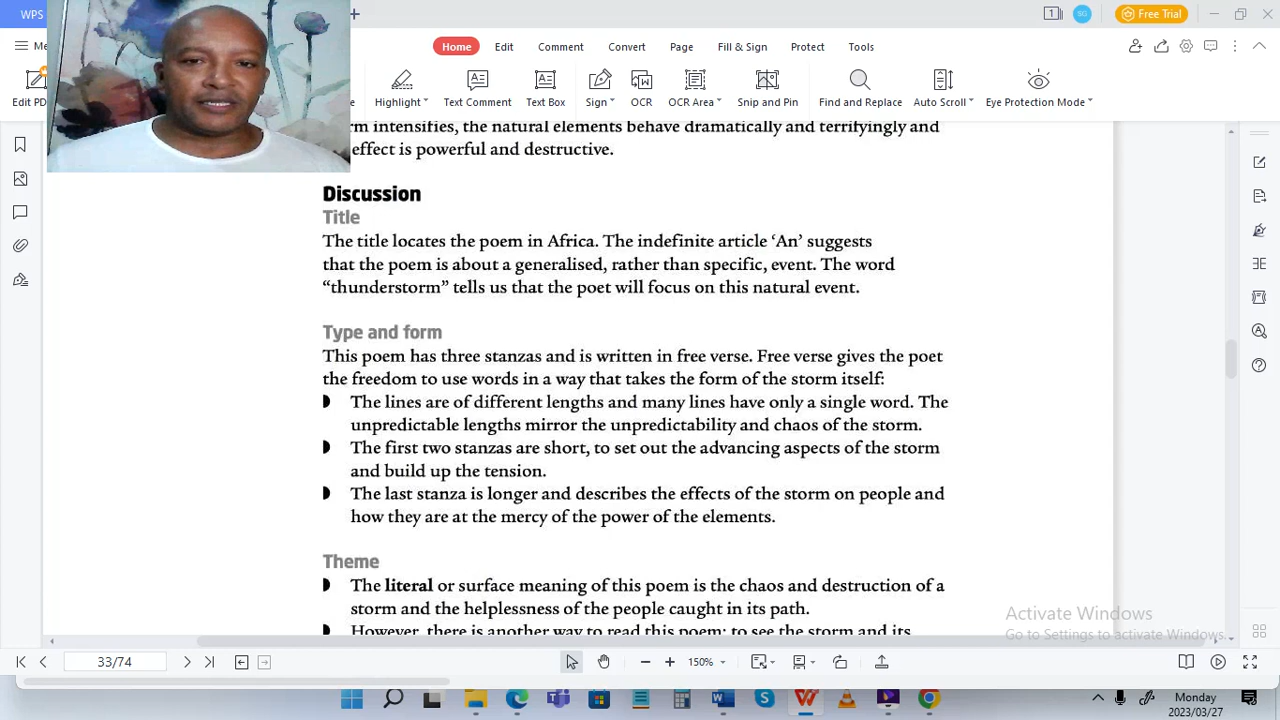 WPS
+
1
SG
Free Trial
Home
Edit
Comment
Convert
Page
Fill & Sign
Protect
Tools
Edit PD
Highlight
Text Comment
Text Box
Sign
OCR
OCR Area
Snip and Pin
Find and Replace
Auto Scroll
Eye Protection Mode
intensifies, the natural elements behave dramatically and terrifyingly and
effect is powerful and destructive.
Discussion
Title
The title locates the poem in Africa. The indefinite article ‘An’ suggests
that the poem is about a generalised, rather than specific, event. The word
“thunderstorm” tells us that the poet will focus on this natural event.
Type and form
This poem has three stanzas and is written in free verse. Free verse gives the poet
the freedom to use words in a way that takes the form of the storm itself:
The lines are of different lengths and many lines have only a single word. The
unpredictable lengths mirror the unpredictability and chaos of the storm.
The first two stanzas are short, to set out the advancing aspects of the storm
and build up the tension.
The last stanza is longer and describes the effects of the storm on people and
how they are at the mercy of the power of the elements.
Theme
The literal or surface meaning of this poem is the chaos and destruction of a
storm and the helplessness of the people caught in its path.
However, there is another way to read this poem: to see the storm and its
Activate Windows
Go to Settings to activate Windows.
33/74
150%
Monday
2023/03/27